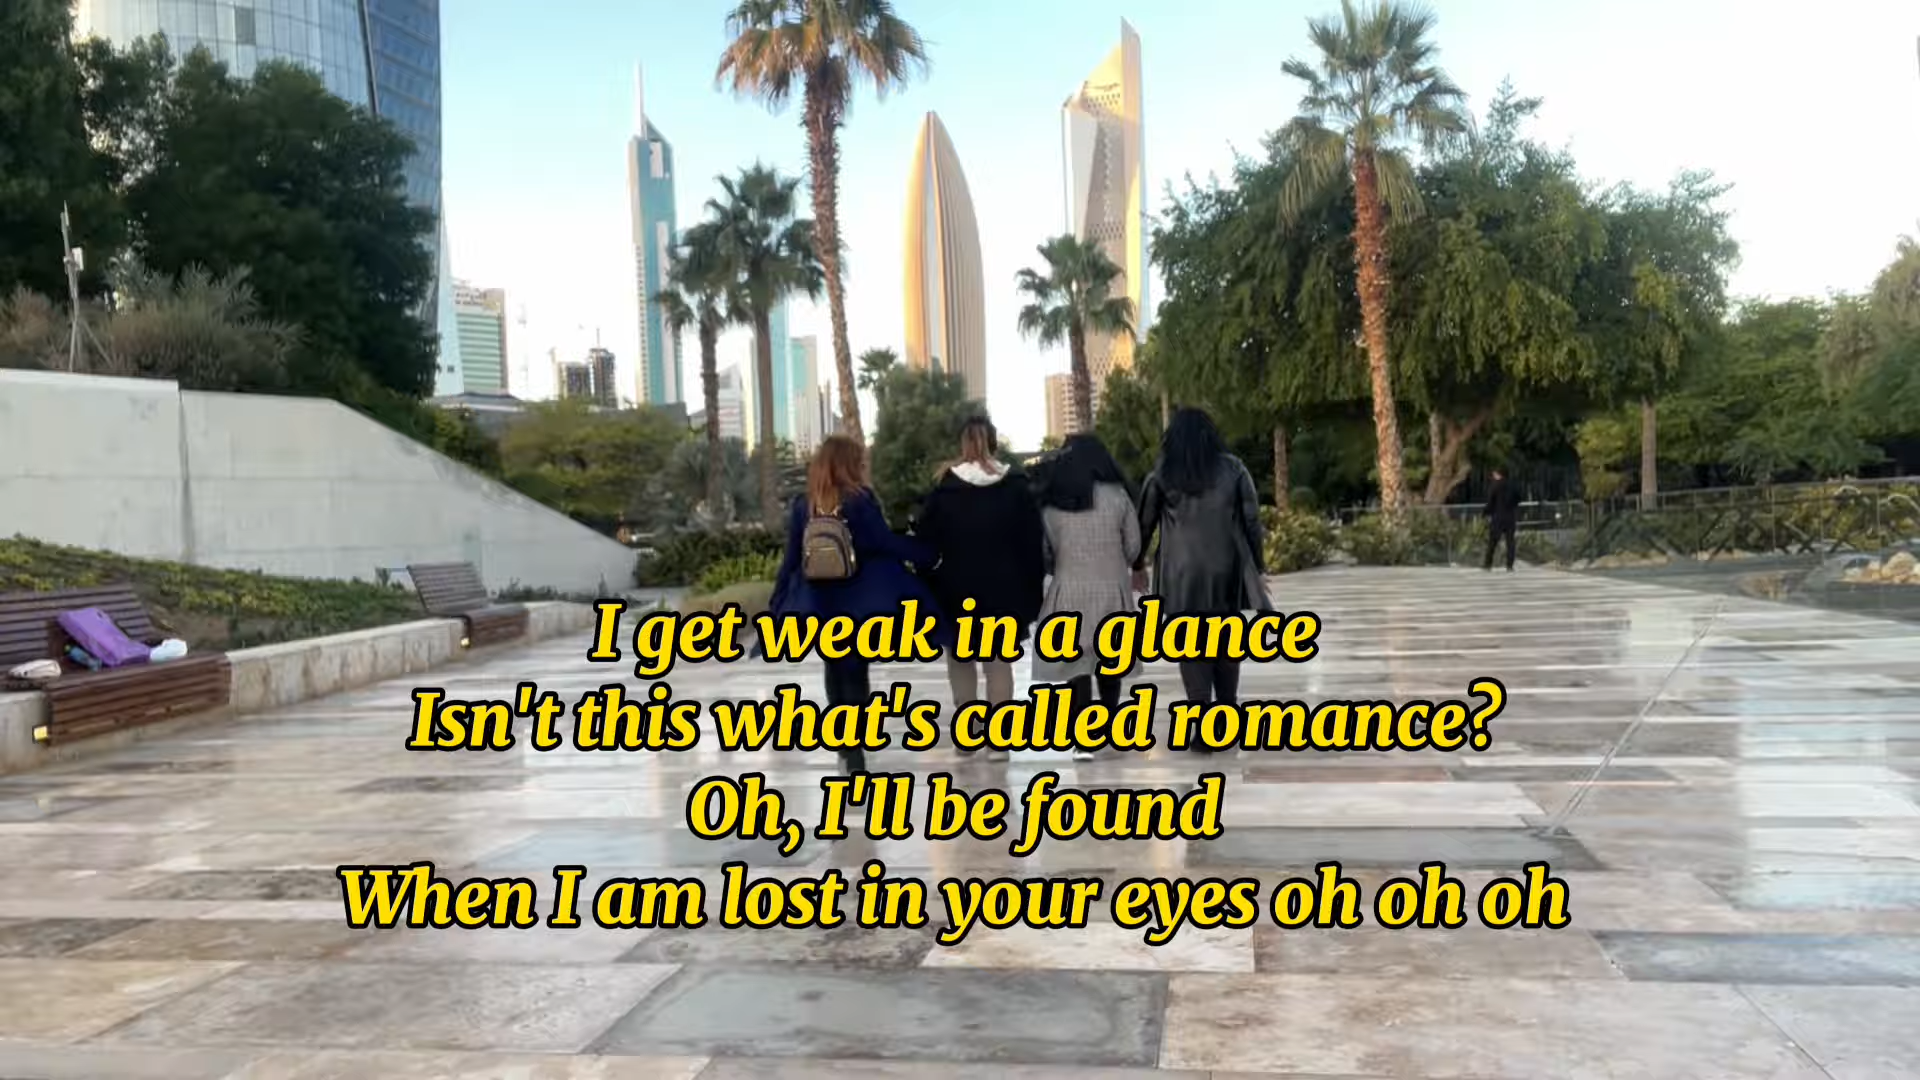 I get weak in a glance
Isn't this what's called romance?
Oh, I'll be found
When I am lost in your eyes oh oh oh